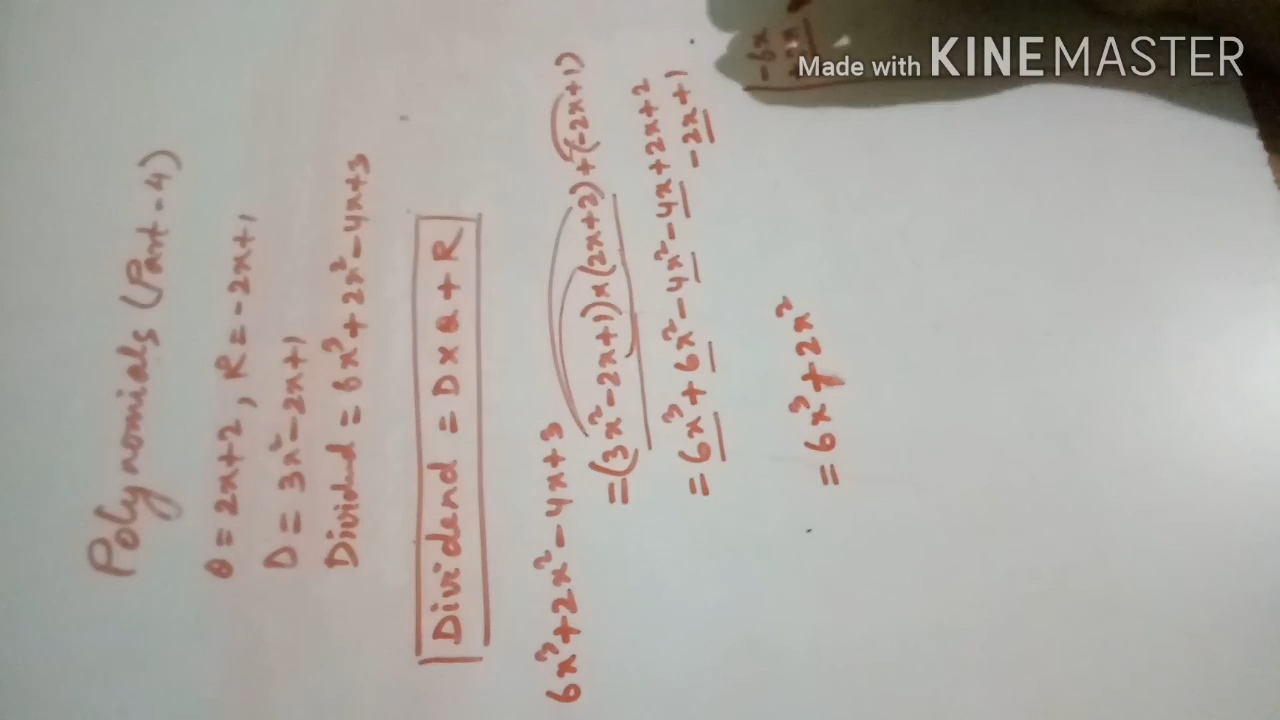 Polynomials (Part-4)
Q = 2x+2, R = -2x+1
D = 3x²-2x+1
Dividend = 6x³+2x²-4x+3
Dividend = D x Q + R
6x³+2x²-4x+3
=(3x²-2x+1)x(2x+2)+(-2x+1)
=6x³+6x²-4x²-4x+2x+2
-2x+1
=6x³+2x²
-6x
Made with KINEMASTER